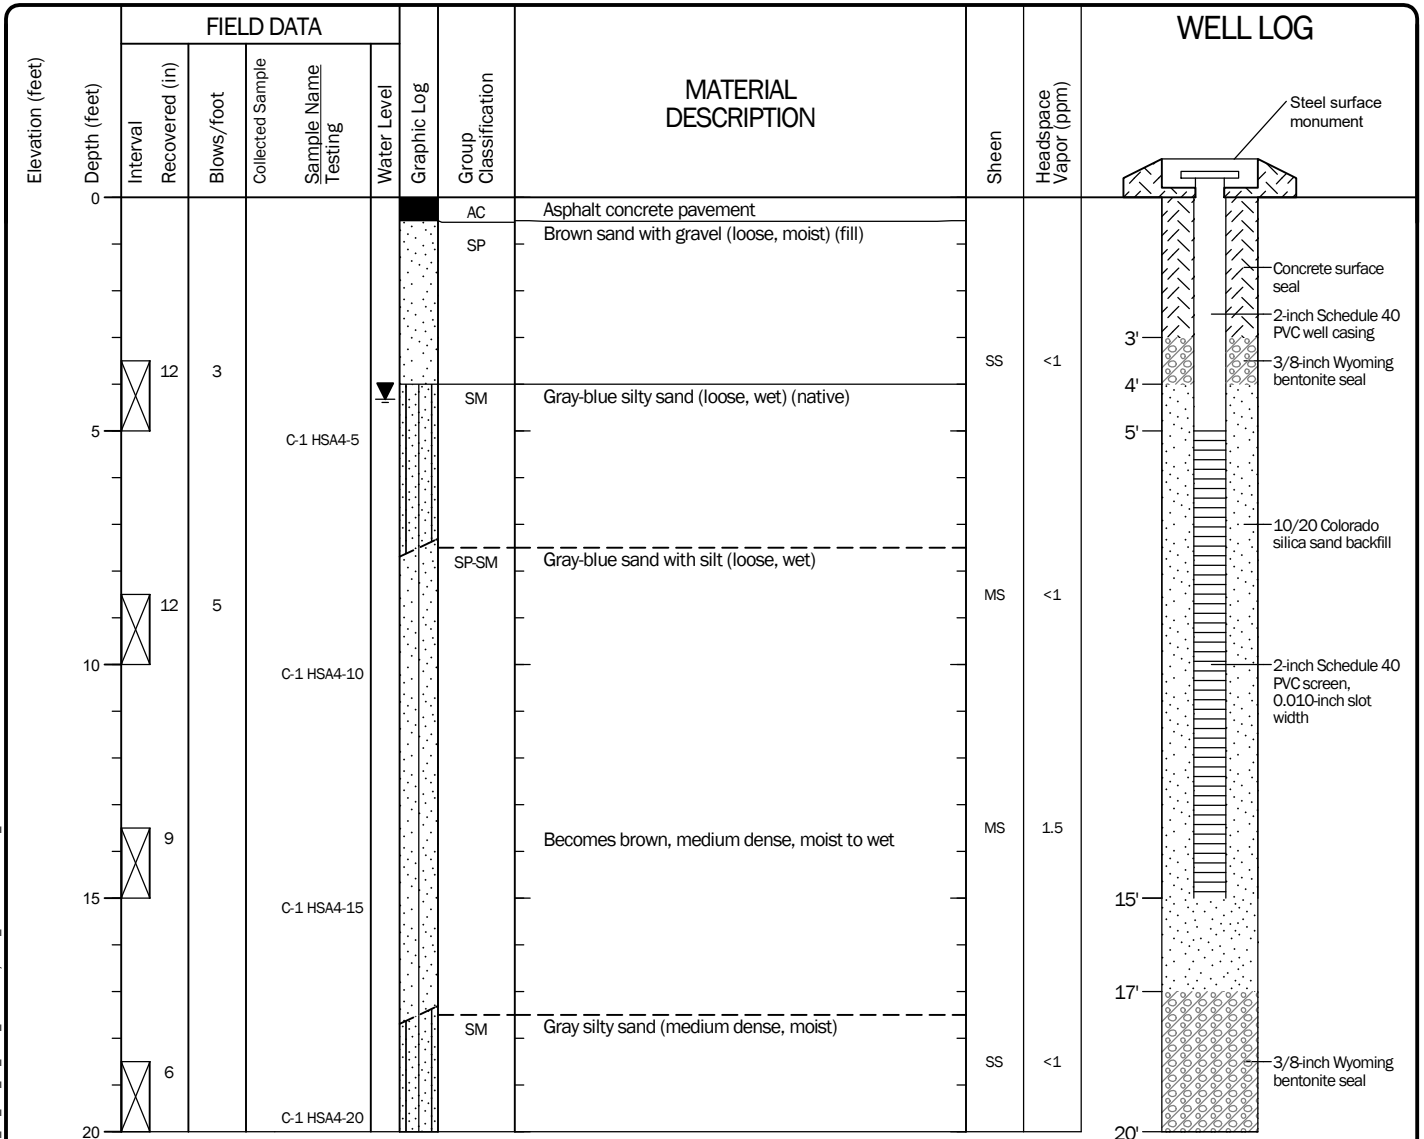 FIELD DATA
WELL LOG
Elevation (feet)
Depth (feet)
Interval
Recovered (in)
Blows/foot
Collected Sample
Sample Name
Testing
Water Level
Graphic Log
Group
Classification
MATERIAL
DESCRIPTION
Sheen
Headspace
Vapor (ppm)
Steel surface
monument
0
AC
Asphalt concrete pavement
SP
Brown sand with gravel (loose, moist) (fill)
Concrete surface
seal
2-inch Schedule 40
PVC well casing
3'
12
3
SS
<1
3/8-inch Wyoming
bentonite seal
4'
SM
Gray-blue silty sand (loose, wet) (native)
5
C-1 HSA4-5
5'
10/20 Colorado
silica sand backfill
SP-SM
Gray-blue sand with silt (loose, wet)
12
5
MS
<1
10
C-1 HSA4-10
2-inch Schedule 40
PVC screen,
0.010-inch slot
width
9
Becomes brown, medium dense, moist to wet
MS
1.5
15
C-1 HSA4-15
15'
17'
SM
Gray silty sand (medium dense, moist)
6
SS
<1
3/8-inch Wyoming
bentonite seal
C-1 HSA4-20
20
20'